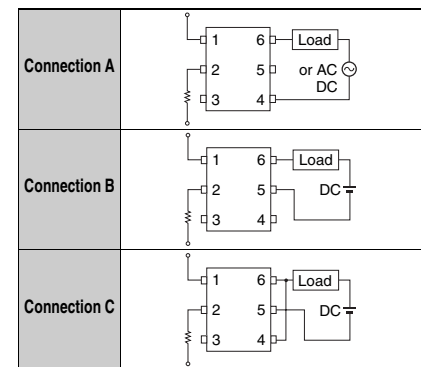 Connection A
1 6 Load
2 5 or AC
DC
3 4
Connection B
1 6 Load
2 5 DC
3 4
Connection C
1 6 Load
2 5 DC
3 4